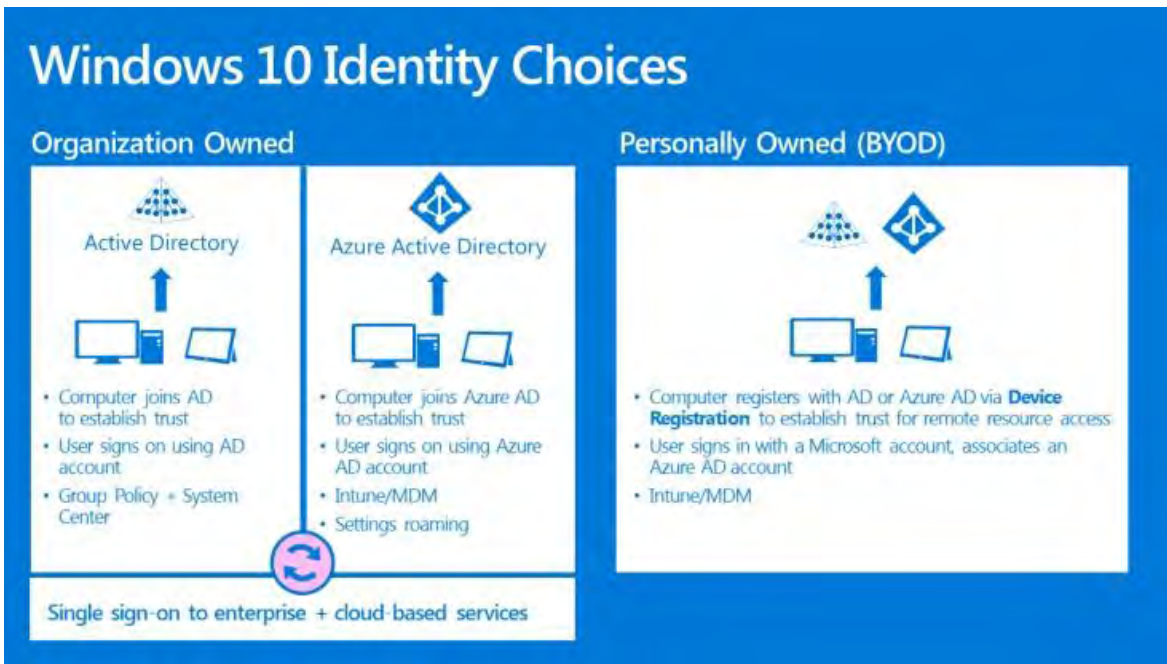 Windows 10 Identity Choices
Organization Owned
Active Directory
• Computer joins AD
to establish trust
• User signs on using AD
account
• Group Policy + System
Center
Azure Active Directory
• Computer joins Azure AD
to establish trust
• User signs on using Azure
AD account
• Intune/MDM
• Settings roaming
Single sign-on to enterprise + cloud-based services
Personally Owned (BYOD)
• Computer registers with AD or Azure AD via Device
Registration to establish trust for remote resource access
• User signs in with a Microsoft account, associates an
Azure AD account
• Intune/MDM